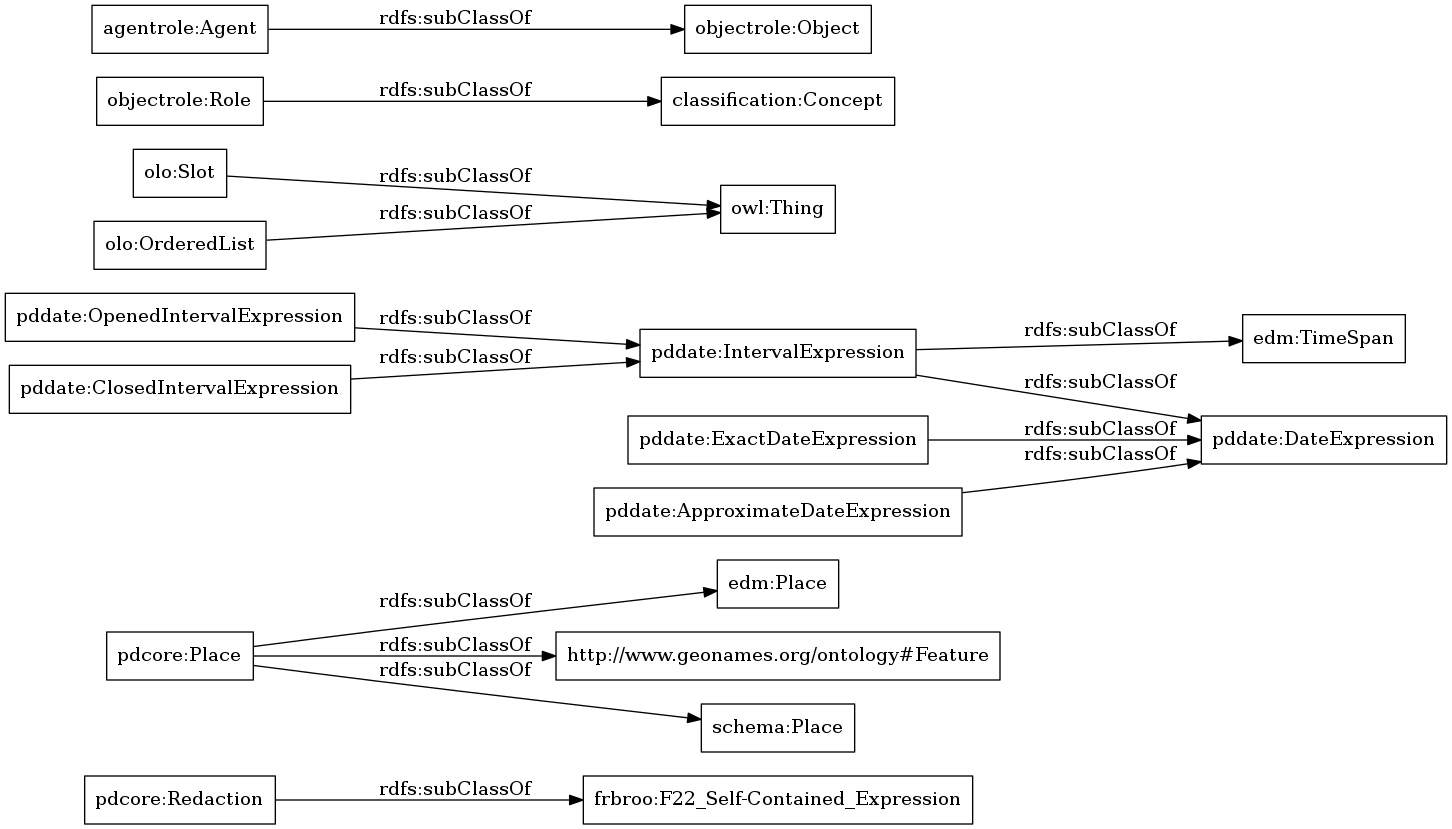 agentrole:Agent rdfs:subClassOf objectrole:Object
objectrole:Role rdfs:subClassOf classification:Concept
olo:Slot rdfs:subClassOf
owl:Thing
olo:OrderedList rdfs:subClassOf
pddate:OpenedIntervalExpression rdfs:subClassOf
pddate:IntervalExpression rdfs:subClassOf edm:TimeSpan
pddate:ClosedIntervalExpression rdfs:subClassOf
rdfs:subClassOf
pddate:ExactDateExpression rdfs:subClassOf pddate:DateExpression
pddate:ApproximateDateExpression rdfs:subClassOf
rdfs:subClassOf edm:Place
pdcore:Place rdfs:subClassOf http://www.geonames.org/ontology#Feature
rdfs:subClassOf schema:Place
pdcore:Redaction rdfs:subClassOf frbroo:F22_Self-Contained_Expression